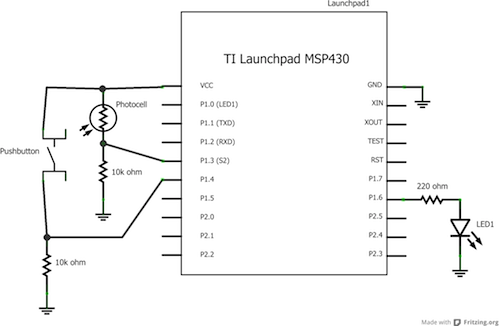 Launchpad1
TI Launchpad MSP430
VCC
P1.0 (LED1)
P1.1 (TXD)
P1.2 (RXD)
P1.3 (S2)
P1.4
P1.5
P2.0
P2.1
P2.2
GND
XIN
XOUT
TEST
RST
P1.7
P1.6
P2.5
P2.4
P2.3
Photocell
Pushbutton
10k ohm
10k ohm
220 ohm
LED1
Made with Fritzing.org